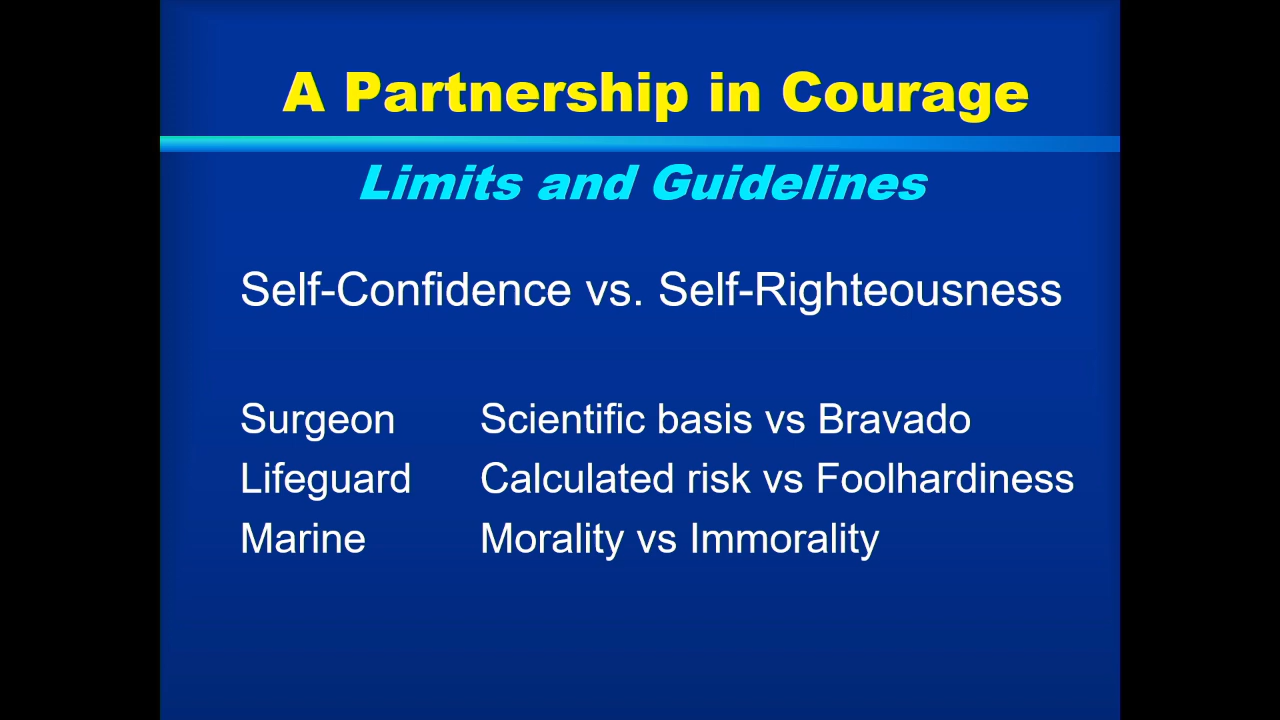 A Partnership in Courage
Limits and Guidelines
Self-Confidence vs. Self-Righteousness
Surgeon Scientific basis vs Bravado
Lifeguard Calculated risk vs Foolhardiness
Marine Morality vs Immorality